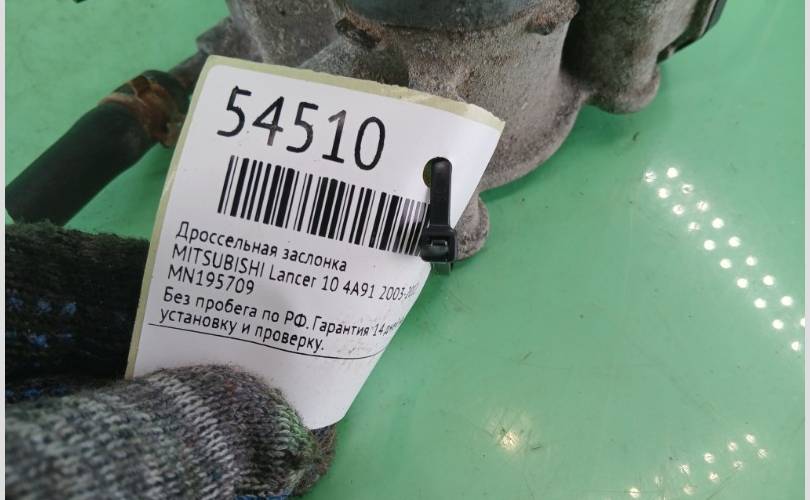 54510
Дроссельная заслонка
MITSUBISHI Lancer 10 4A91 2003-
MN195709
Без пробега по РФ. Гарантия 14
установку и проверку.